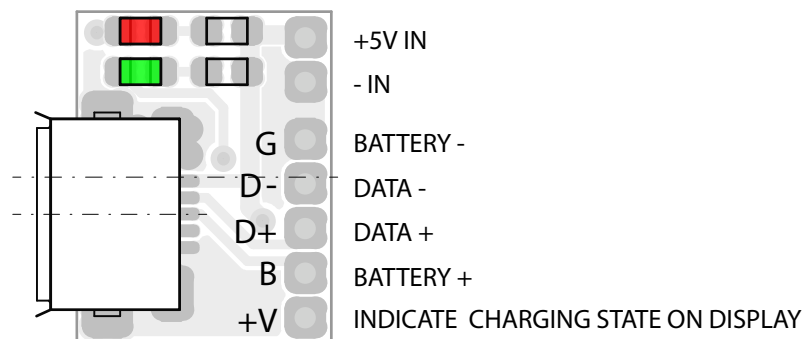 +5V IN
- IN
G BATTERY -
D- DATA -
D+ DATA +
B BATTERY +
+V INDICATE CHARGING STATE ON DISPLAY